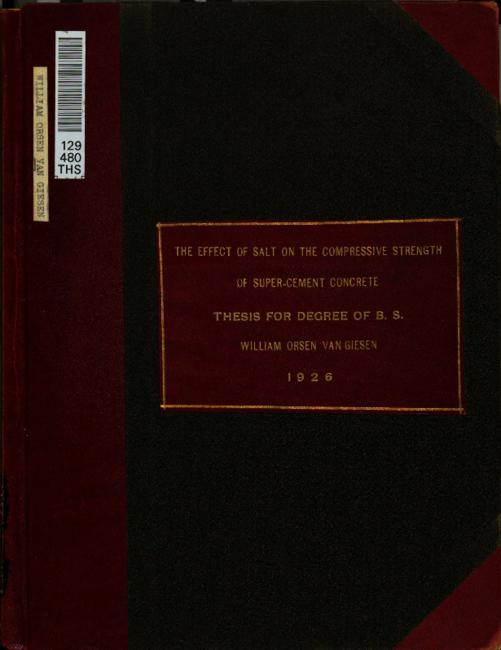 129
480
THS
WILLIAM ORSEN VAN GIESEN
THE EFFECT OF SALT ON THE COMPRESSIVE STRENGTH
OF SUPER-CEMENT CONCRETE
THESIS FOR DEGREE OF B. S.
WILLIAM ORSEN VAN GIESEN
1926